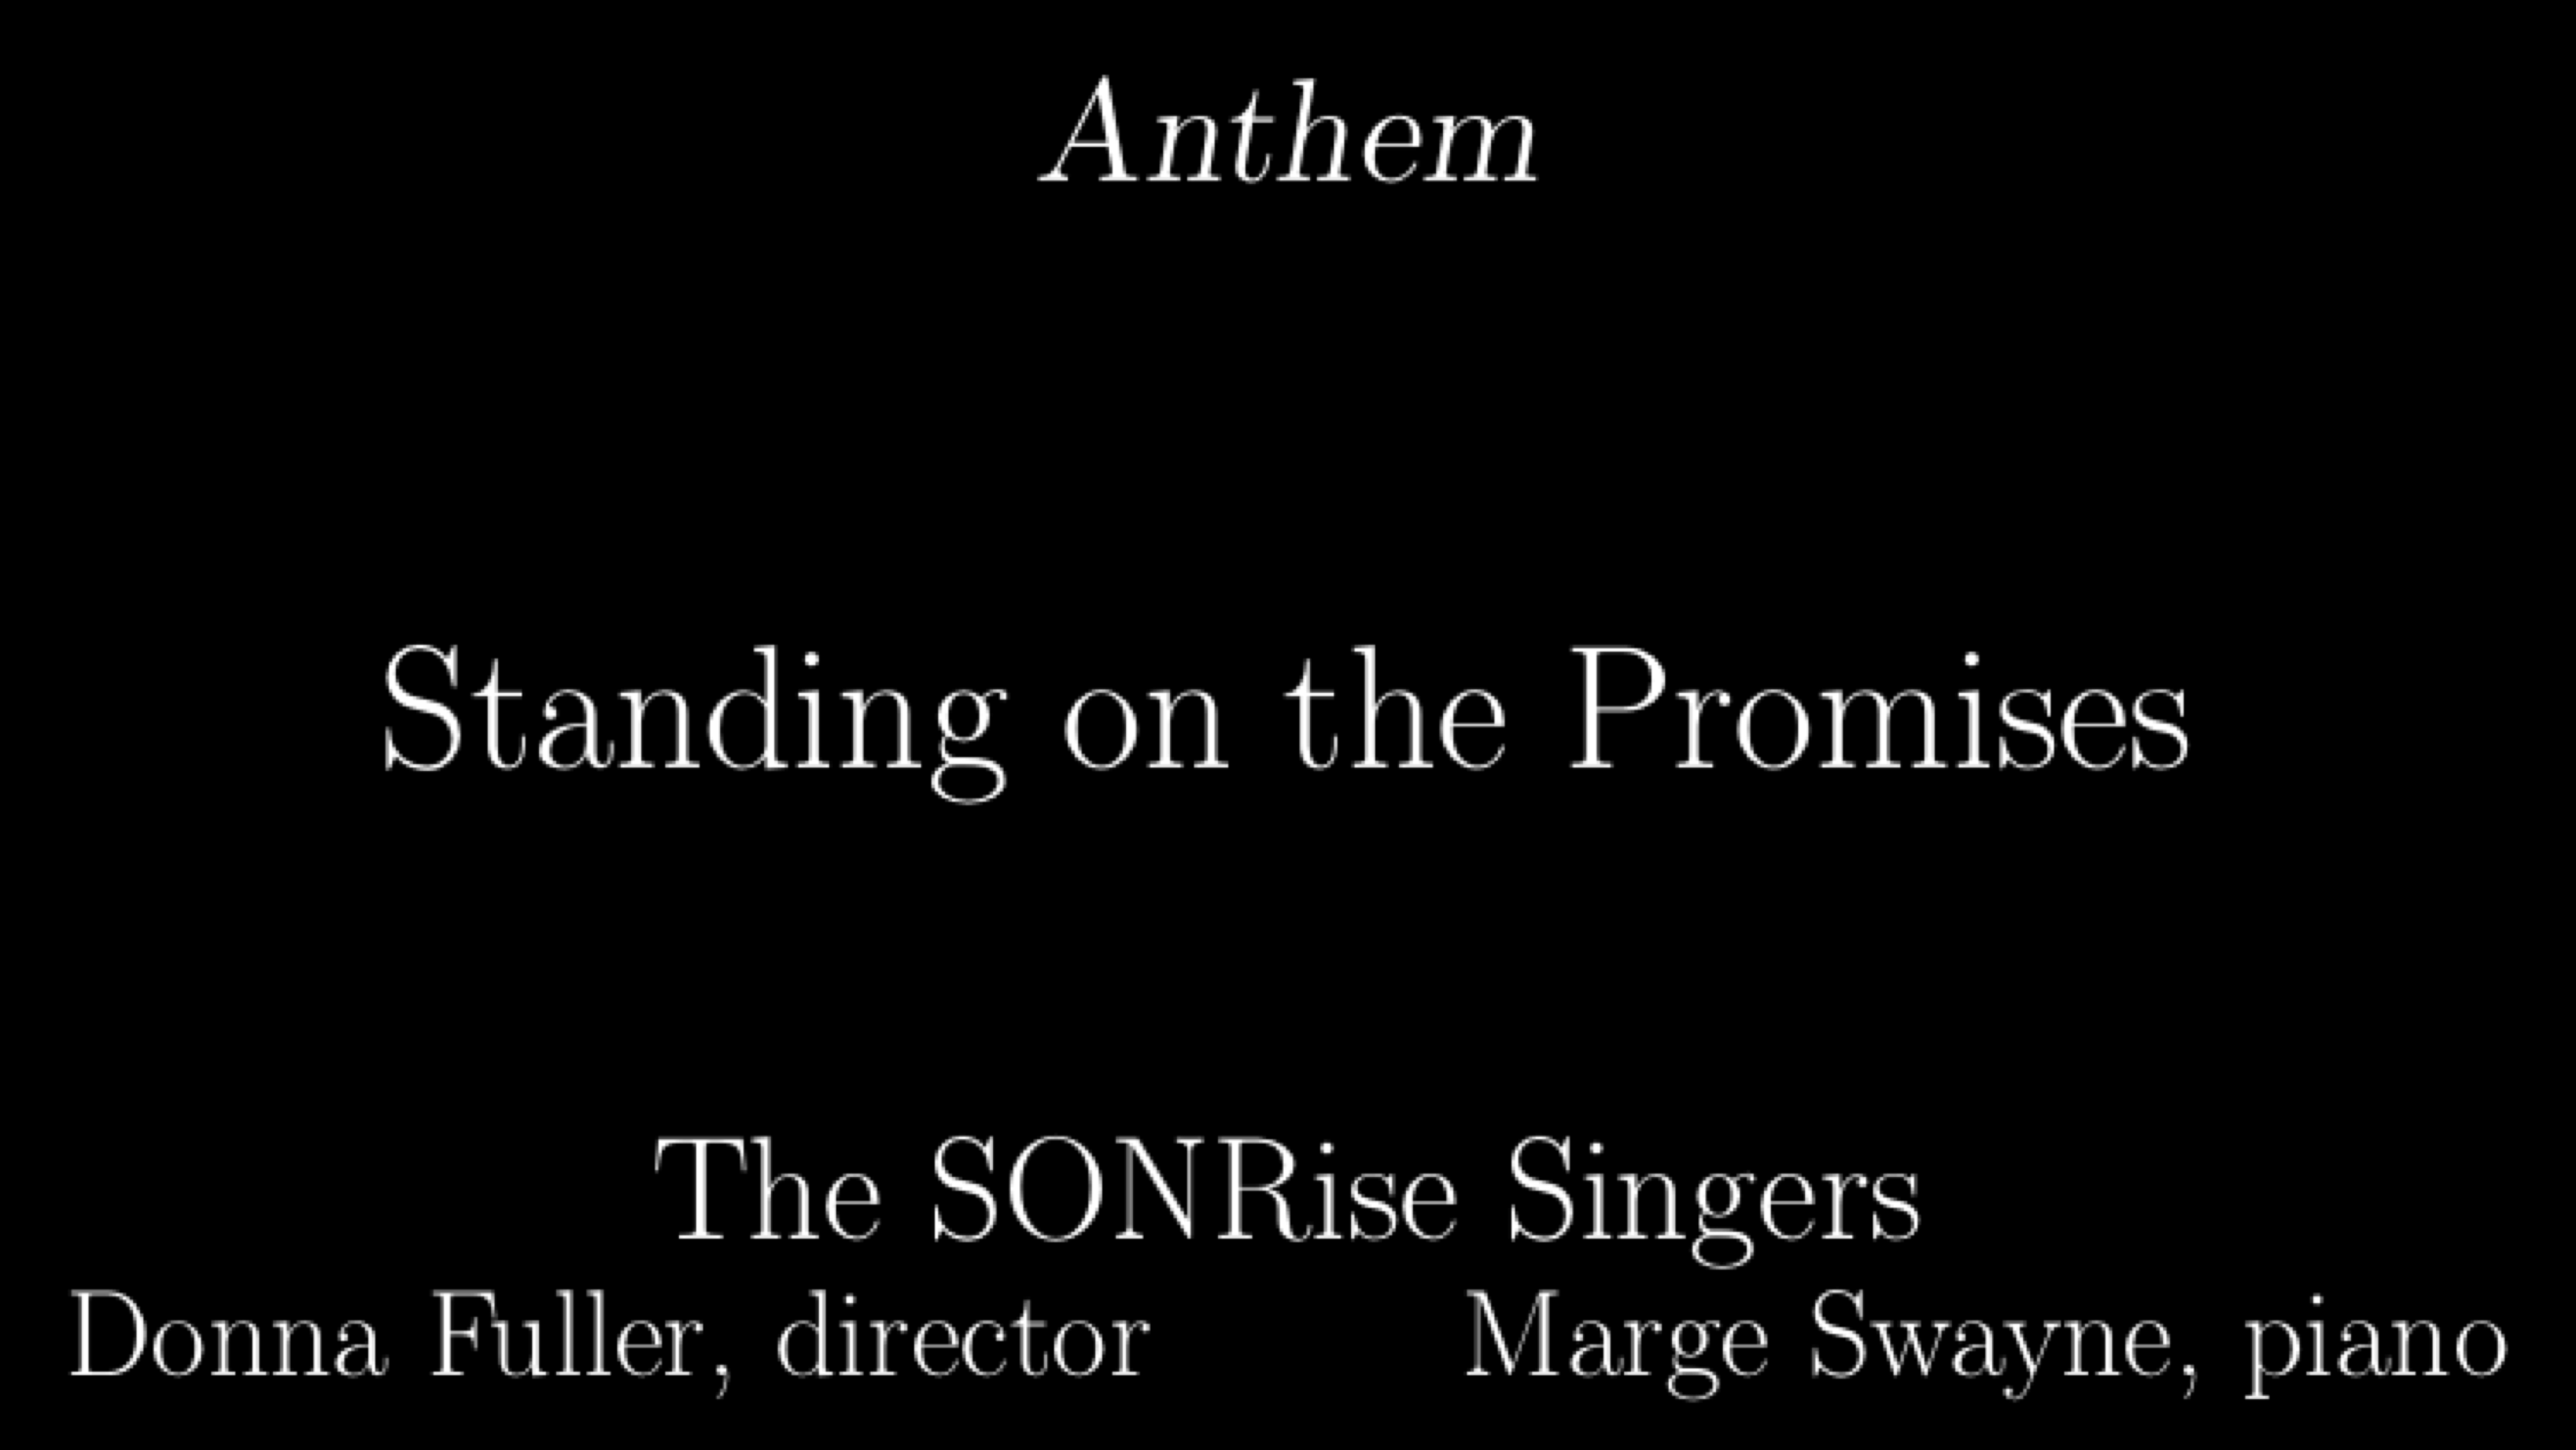 Anthem
Standing on the Promises
The SONRise Singers
Donna Fuller, director Marge Swayne, piano